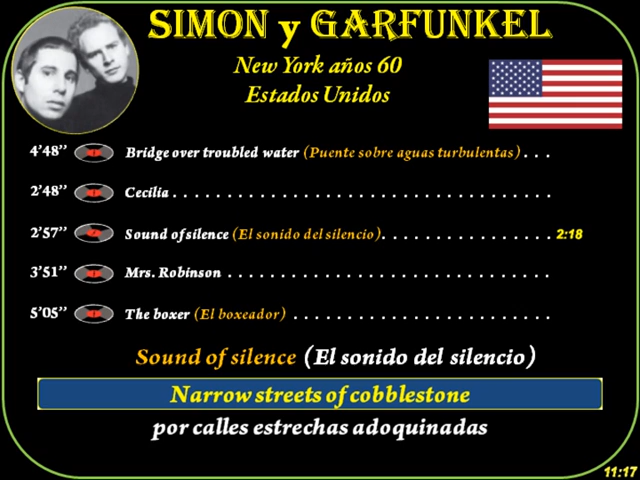 SIMON y GARFUNKEL
New York años 60
Estados Unidos
4’48’’ Bridge over troubled water (Puente sobre aguas turbulentas) . . .
2’48’’ Cecilia . . . . . . . . . . . . . . . . . . . . . . . . . . . . . . . . . . .
2’57’’ Sound of silence (El sonido del silencio). . . . . . . . . . . . . . . . 2:18
3’51’’ Mrs. Robinson . . . . . . . . . . . . . . . . . . . . . . . . . . . . . .
5’05’’ The boxer (El boxeador) . . . . . . . . . . . . . . . . . . . . . . . .
Sound of silence (El sonido del silencio)
Narrow streets of cobblestone
por calles estrechas adoquinadas
11:17